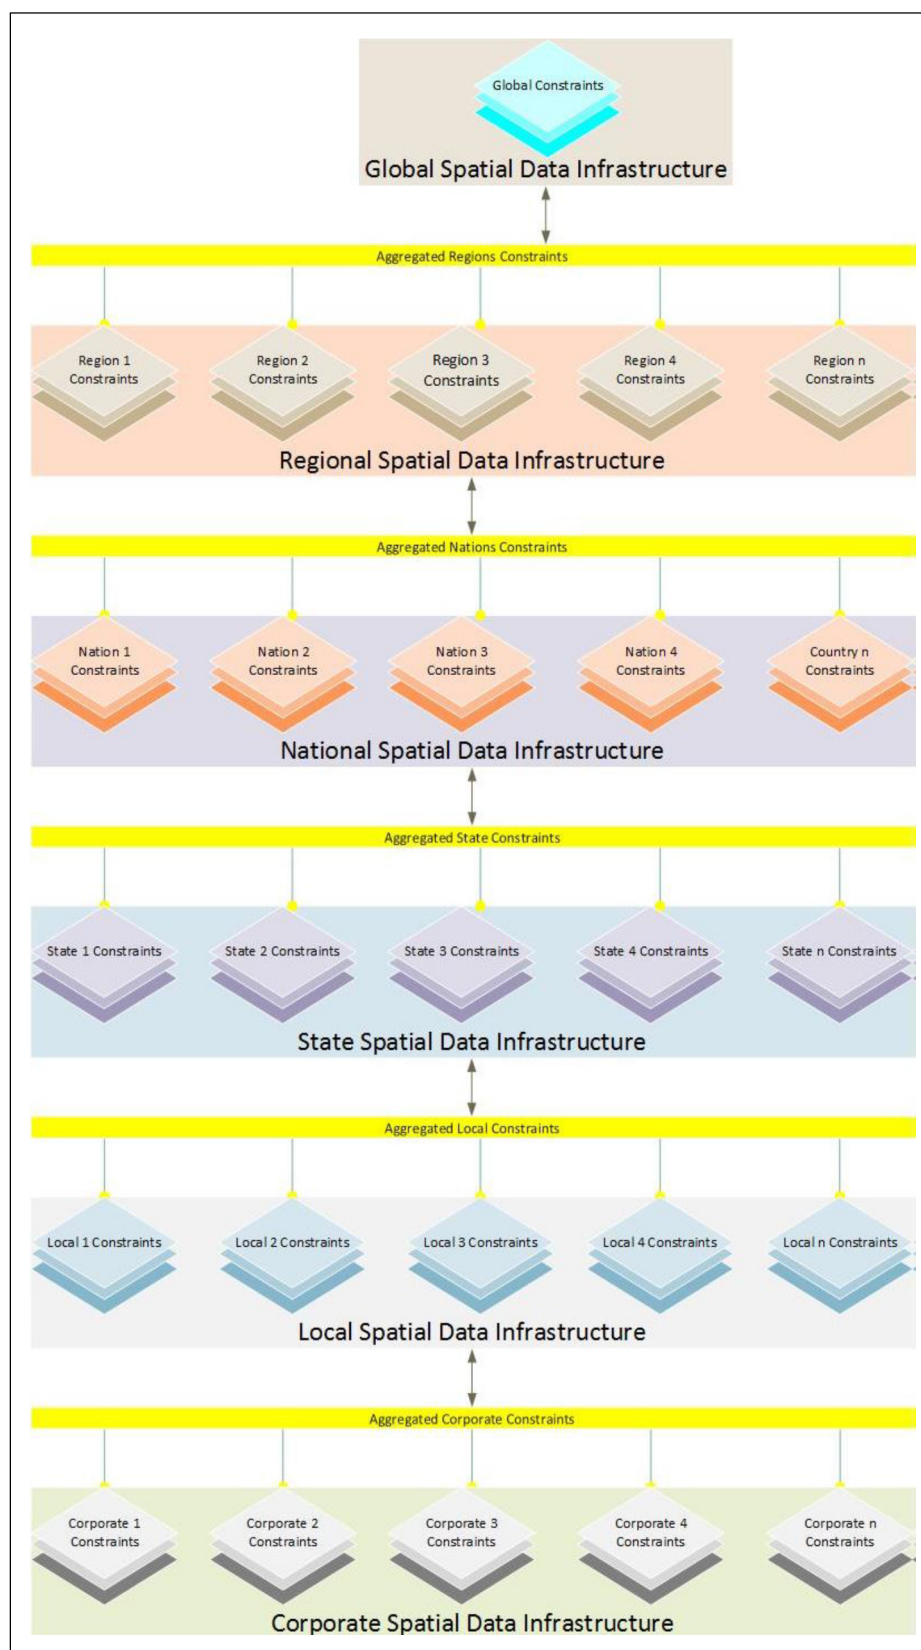 Global Constraints
Global Spatial Data Infrastructure
Aggregated Regions Constraints
Region 1
Constraints
Region 2
Constraints
Region 3
Constraints
Region 4
Constraints
Region n
Constraints
Regional Spatial Data Infrastructure
Aggregated Nations Constraints
Nation 1
Constraints
Nation 2
Constraints
Nation 3
Constraints
Nation 4
Constraints
Country n
Constraints
National Spatial Data Infrastructure
Aggregated State Constraints
State 1 Constraints
State 2 Constraints
State 3 Constraints
State 4 Constraints
State n Constraints
State Spatial Data Infrastructure
Aggregated Local Constraints
Local 1 Constraints
Local 2 Constraints
Local 3 Constraints
Local 4 Constraints
Local n Constraints
Local Spatial Data Infrastructure
Aggregated Corporate Constraints
Corporate 1
Constraints
Corporate 2
Constraints
Corporate 3
Constraints
Corporate 4
Constraints
Corporate n
Constraints
Corporate Spatial Data Infrastructure